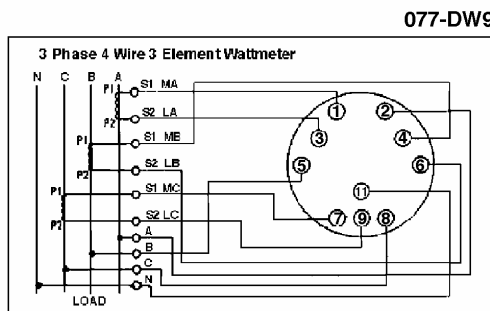 077-DW9
3 Phase 4 Wire 3 Element Wattmeter
N C B A
P1 S1 MA
P2 S2 LA
P1 S1 MB
P2 S2 LB
P1 S1 MC
P2 S2 LC
A
B
C
N
LOAD
1 2
3 4
5 6
11
7 9 8